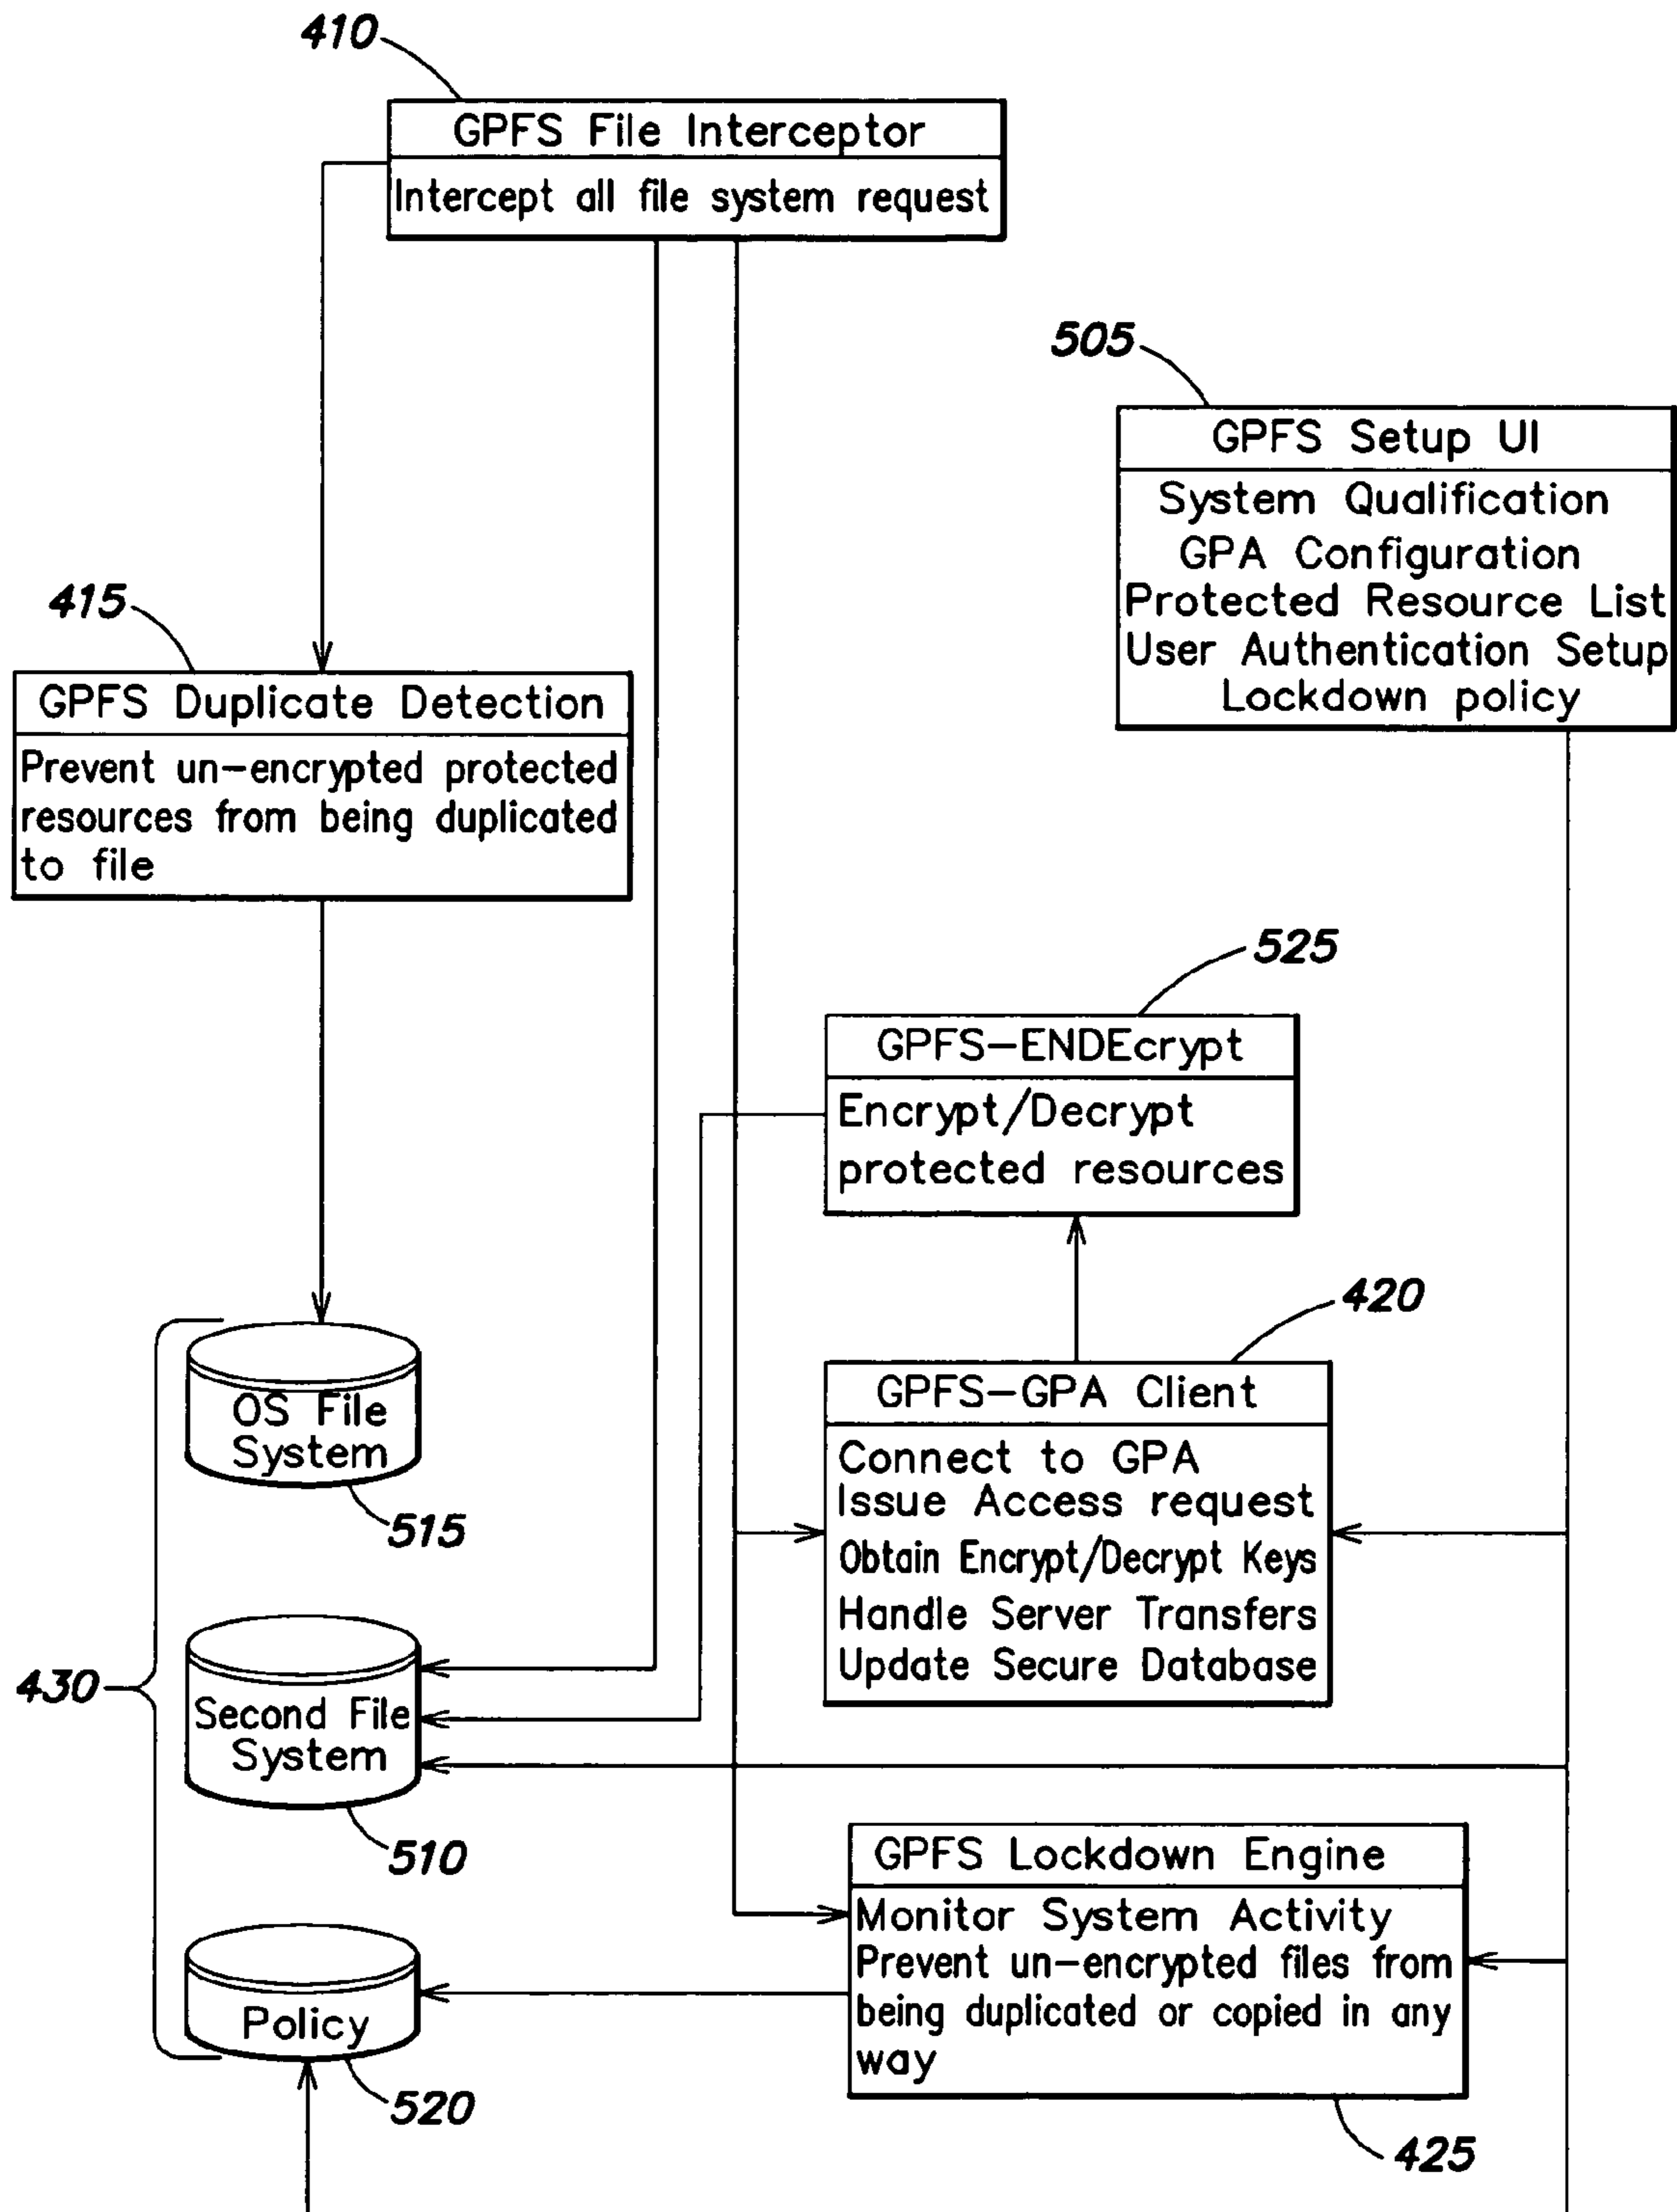 410
GPFS File Interceptor
Intercept all file system request
505
GPFS Setup UI
System Qualification
GPA Configuration
Protected Resource List
User Authentication Setup
Lockdown policy
415
GPFS Duplicate Detection
Prevent un-encrypted protected
resources from being duplicated
to file
525
GPFS-ENDEcrypt
Encrypt/Decrypt
protected resources
420
GPFS-GPA Client
Connect to GPA
Issue Access request
Obtain Encrypt/Decrypt Keys
Handle Server Transfers
Update Secure Database
OS File
System
515
430
Second File
System
510
GPFS Lockdown Engine
Monitor System Activity
Prevent un-encrypted files from
being duplicated or copied in any
way
425
Policy
520